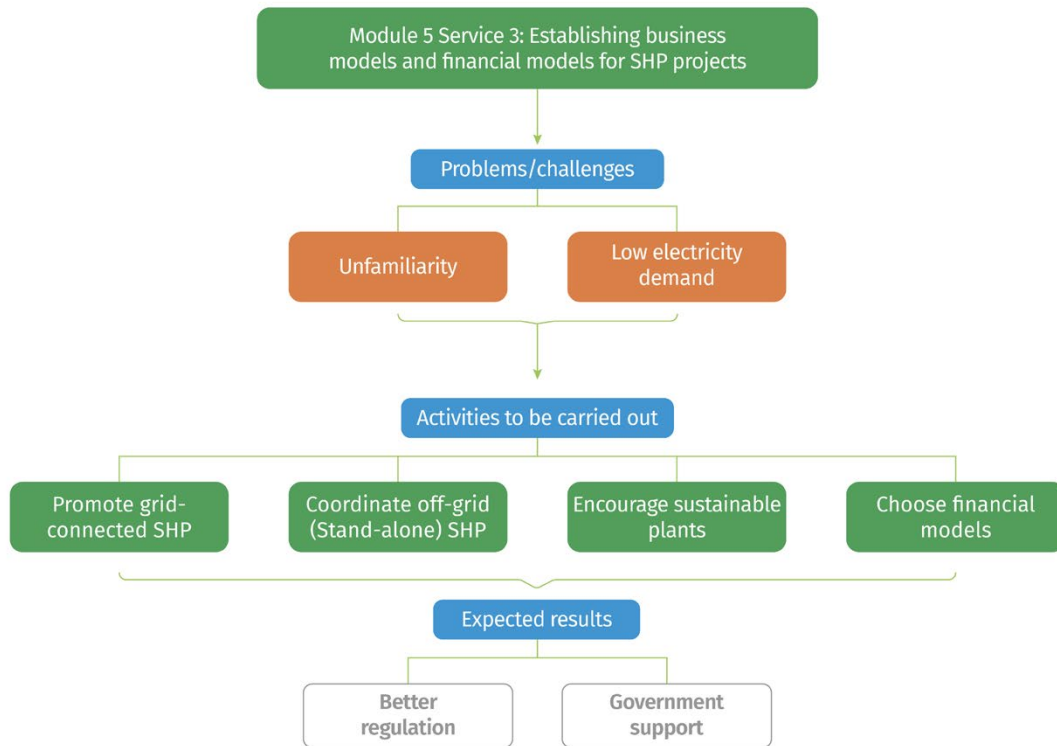 Module 5 Service 3: Establishing business
models and financial models for SHP projects
Problems/challenges
Unfamiliarity
Low electricity
demand
Activities to be carried out
Promote grid-
connected SHP
Coordinate off-grid
(Stand-alone) SHP
Encourage sustainable
plants
Choose financial
models
Expected results
Better
regulation
Government
support